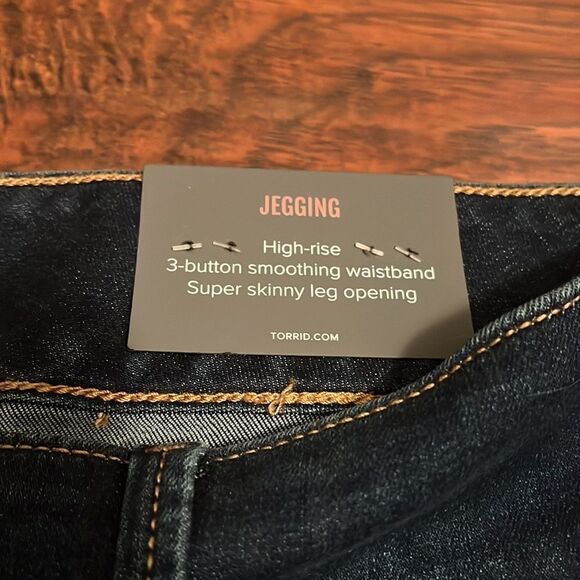 JEGGING
High-rise
3-button smoothing waistband
Super skinny leg opening
TORRID.COM